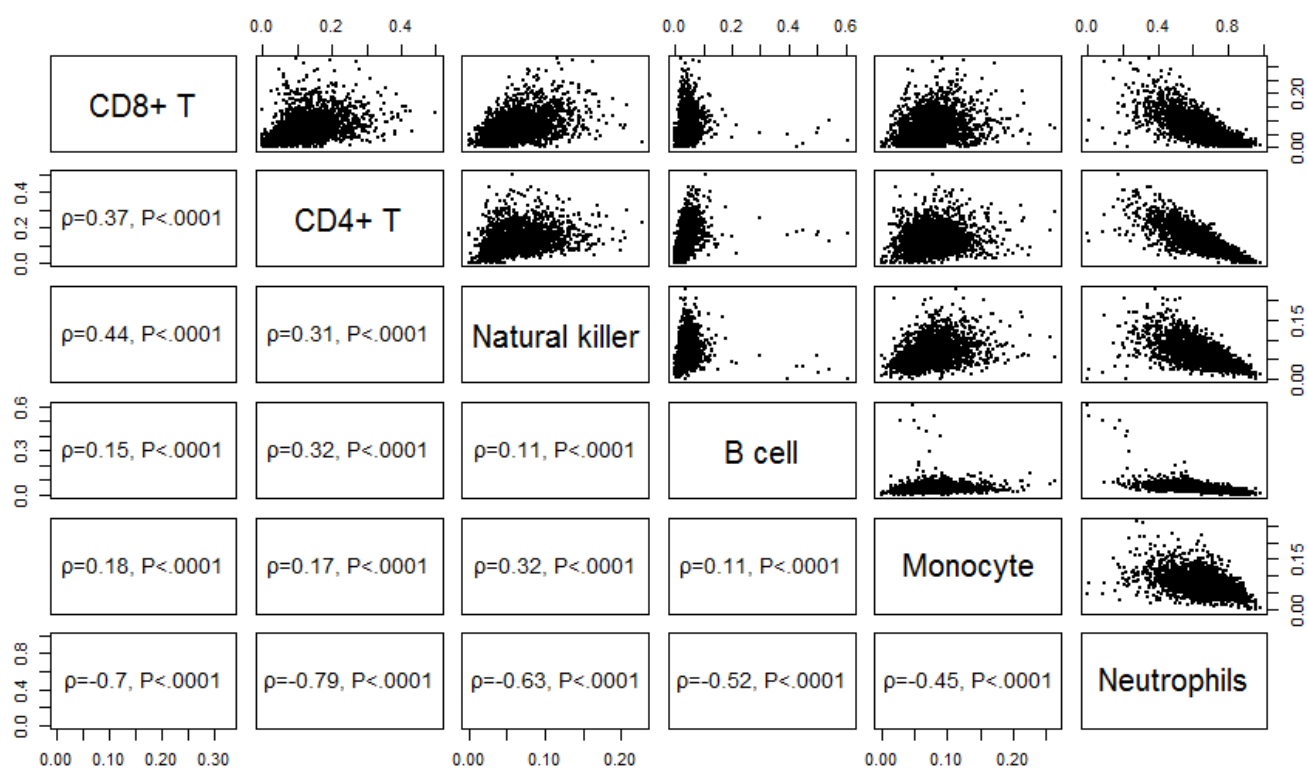 0.0 0.2 0.4 0.0 0.2 0.4 0.6 0.0 0.4 0.8
CD8+ T 0.00 0.20
0.0 0.2 0.4 ρ=0.37, P<.0001 CD4+ T
ρ=0.44, P<.0001 ρ=0.31, P<.0001 Natural killer 0.00 0.15
0.0 0.3 0.6 ρ=0.15, P<.0001 ρ=0.32, P<.0001 ρ=0.11, P<.0001 B cell
ρ=0.18, P<.0001 ρ=0.17, P<.0001 ρ=0.32, P<.0001 ρ=0.11, P<.0001 Monocyte 0.00 0.15
0.0 0.4 0.8 ρ=-0.7, P<.0001 ρ=-0.79, P<.0001 ρ=-0.63, P<.0001 ρ=-0.52, P<.0001 ρ=-0.45, P<.0001 Neutrophils
0.00 0.10 0.20 0.30 0.00 0.10 0.20 0.00 0.10 0.20